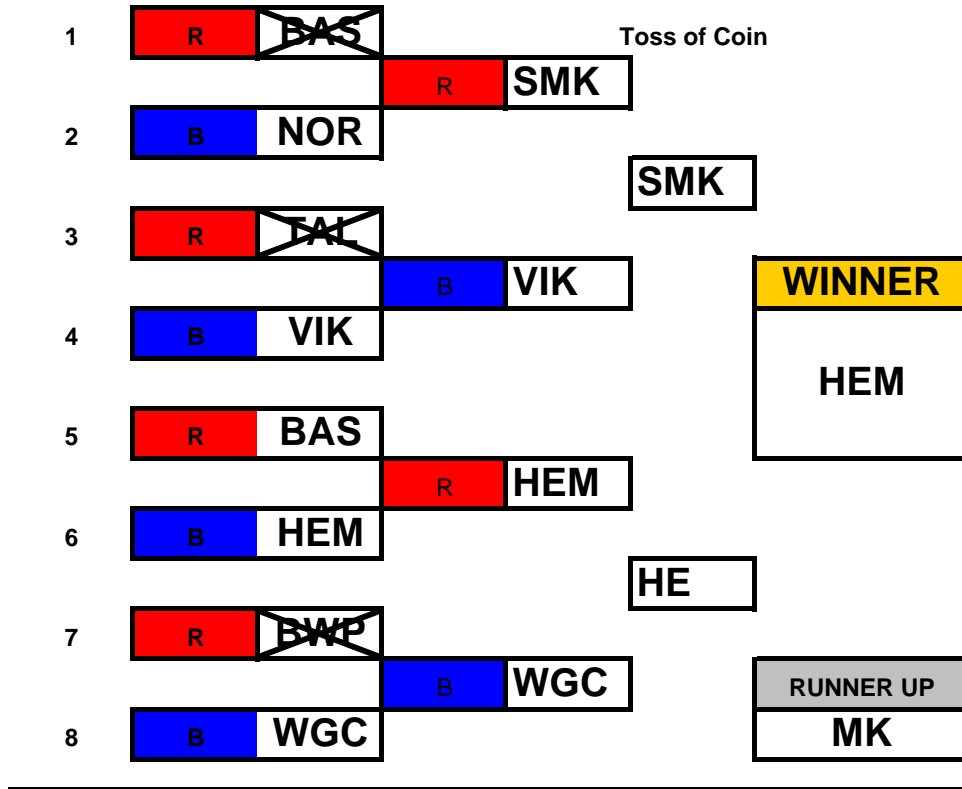 1 R BAS Toss of Coin
R SMK
2 B NOR
SMK
3 R TAL
B VIK WINNER
4 B VIK
HEM
5 R BAS
R HEM
6 B HEM
HE
7 R BWP
B WGC RUNNER UP
8 B WGC MK